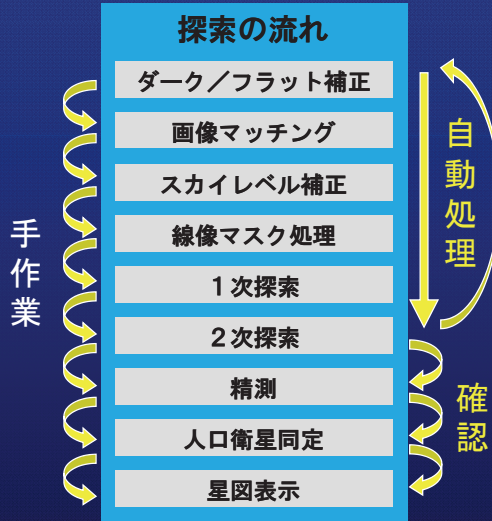 探索の流れ
ダーク／フラット補正
画像マッチング
スカイレベル補正
線像マスク処理
１次探索
２次探索
精測
人口衛星同定
星図表示
手作業
自動処理
確認